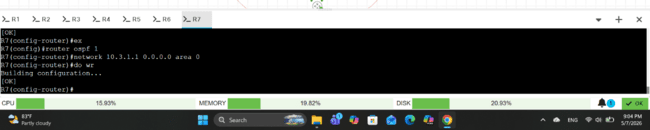 R1 R2 R3 R4 R5 R6 R7
[OK]
R7(config-router)#ex
R7(config)#router ospf 1
R7(config-router)#network 10.3.1.1 0.0.0.0 area 0
R7(config-router)#do wr
Building configuration...
[OK]
R7(config-router)#
CPU 15.93% MEMORY 19.82% DISK 20.93% 1 OK
83°F
Partly cloudy
Search
ENG
9:04 PM
5/7/2026